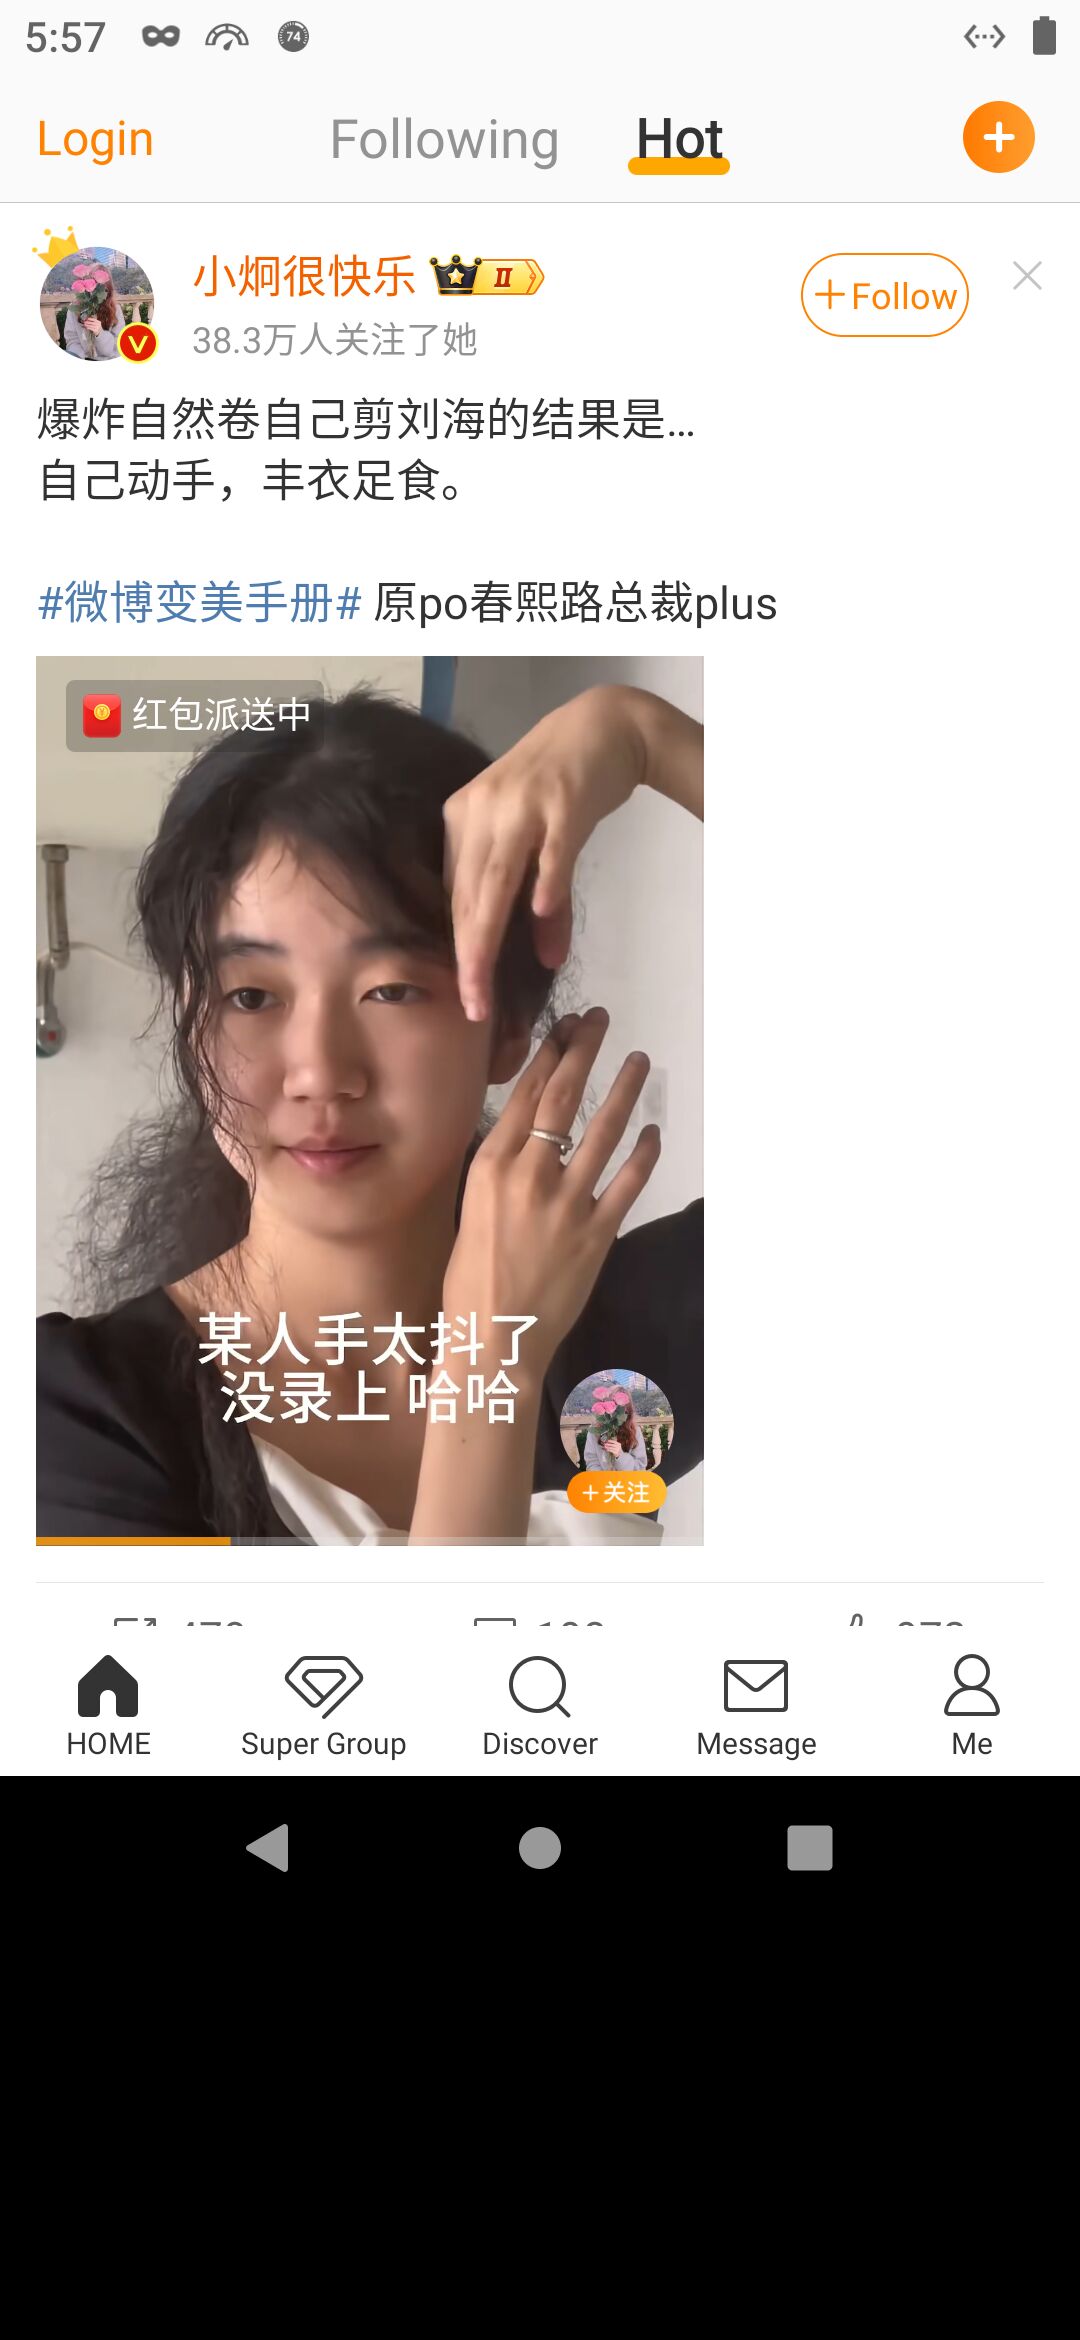 5:57
74
Login
Following
Hot
小炯很快乐
II
Follow
38.3万人关注了她
爆炸自然卷自己剪刘海的结果是...
自己动手，丰衣足食。
#微博变美手册# 原po春熙路总裁plus
红包派送中
某人手太抖了
没录上 哈哈
+关注
HOME
Super Group
Discover
Message
Me